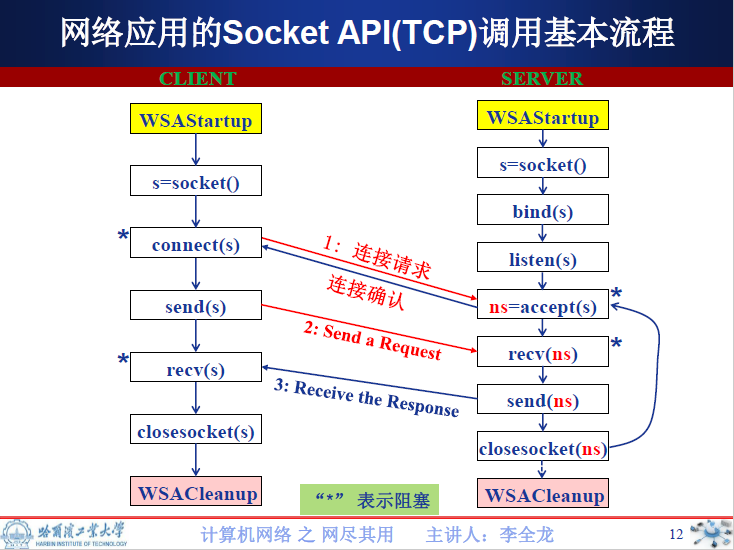 网络应用的Socket API(TCP)调用基本流程
CLIENT
SERVER
WSAStartup
s=socket()
* connect(s)
send(s)
* recv(s)
closesocket(s)
WSACleanup
1：连接请求
连接确认
2: Send a Request
3: Receive the Response
WSAStartup
s=socket()
bind(s)
listen(s)
ns=accept(s) *
recv(ns) *
send(ns)
closesocket(ns)
WSACleanup
“*” 表示阻塞
哈尔滨工业大学
HARBIN INSTITUTE OF TECHNOLOGY
计算机网络 之 网尽其用 主讲人：李全龙
12